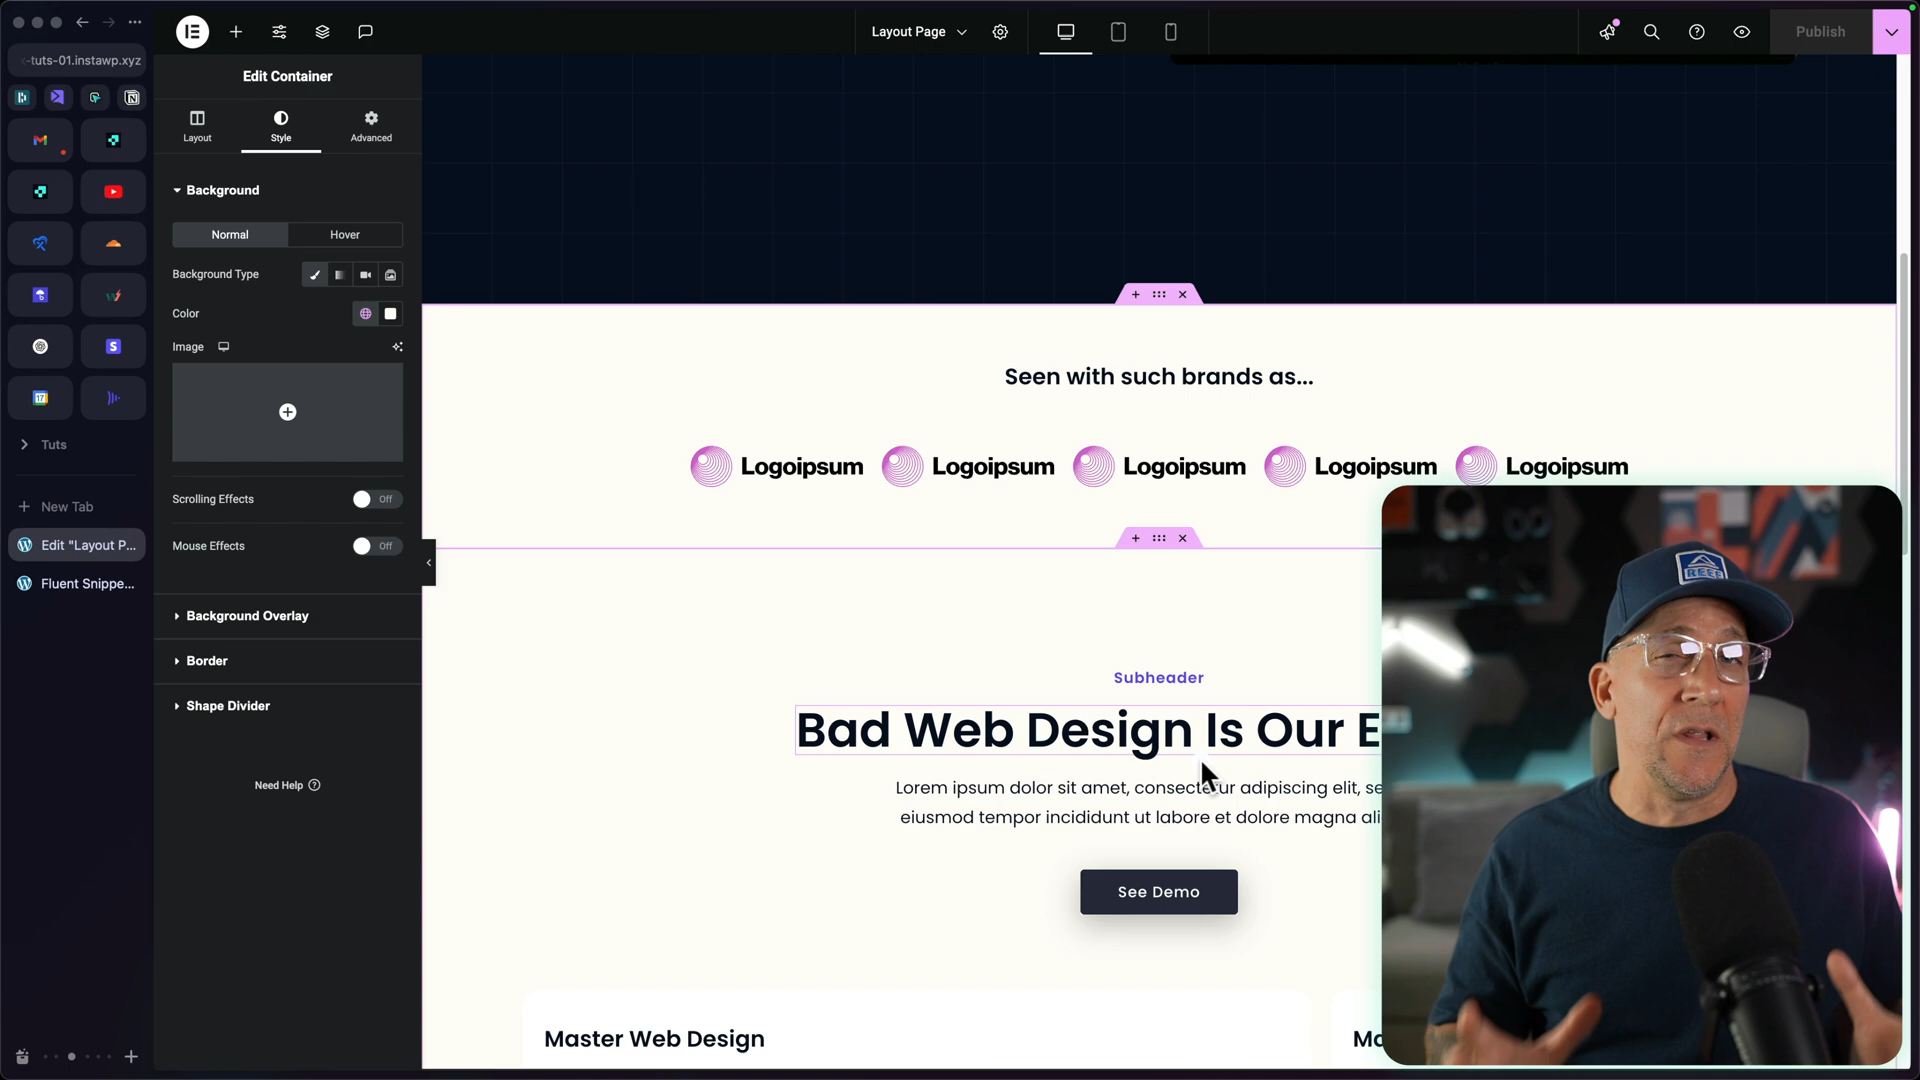 -tuts-01.instawp.xyz
Layout Page
Publish
Edit Container
Layout
Style
Advanced
Background
Normal
Hover
Background Type
Color
Image
Scrolling Effects
Off
Mouse Effects
Off
Background Overlay
Border
Shape Divider
Need Help
17
S
Tuts
New Tab
Edit "Layout P...
Fluent Snippe...
Seen with such brands as...
Logoipsum
Logoipsum
Logoipsum
Logoipsum
Logoipsum
Subheader
Bad Web Design Is Our E
Lorem ipsum dolor sit amet, consectetur adipiscing elit, se
eiusmod tempor incididunt ut labore et dolore magna ali
See Demo
Master Web Design
REEF